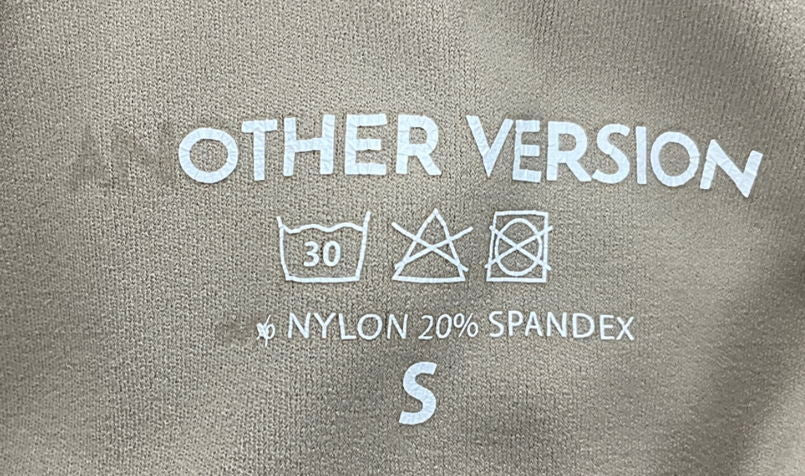 OTHER VERSION
30
% NYLON 20% SPANDEX
S